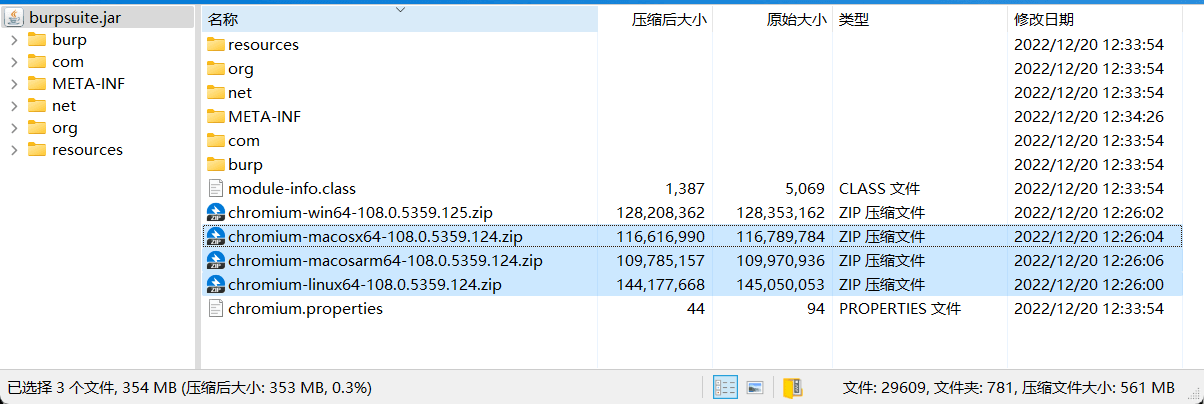 burpsuite.jar
burp
com
META-INF
net
org
resources
名称 压缩后大小 原始大小 类型 修改日期
resources 2022/12/20 12:33:54
org 2022/12/20 12:33:54
net 2022/12/20 12:33:54
META-INF 2022/12/20 12:34:26
com 2022/12/20 12:33:54
burp 2022/12/20 12:33:54
module-info.class 1,387 5,069 CLASS 文件 2022/12/20 12:33:54
chromium-win64-108.0.5359.125.zip 128,208,362 128,353,162 ZIP 压缩文件 2022/12/20 12:26:02
chromium-macosx64-108.0.5359.124.zip 116,616,990 116,789,784 ZIP 压缩文件 2022/12/20 12:26:04
chromium-macosarm64-108.0.5359.124.zip 109,785,157 109,970,936 ZIP 压缩文件 2022/12/20 12:26:06
chromium-linux64-108.0.5359.124.zip 144,177,668 145,050,053 ZIP 压缩文件 2022/12/20 12:26:00
chromium.properties 44 94 PROPERTIES 文件 2022/12/20 12:33:54
已选择 3 个文件, 354 MB (压缩后大小: 353 MB, 0.3%) 文件: 29609, 文件夹: 781, 压缩文件大小: 561 MB